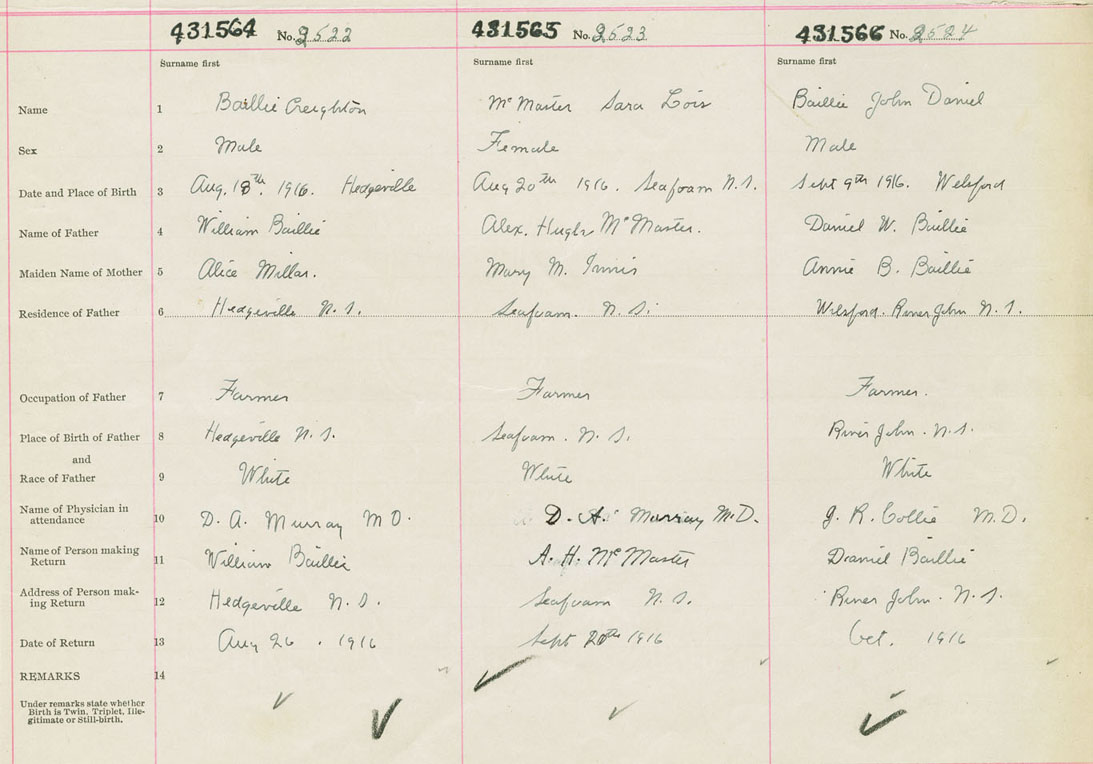 431564 No. 2522 431565 No. 2523 431566 No. 2524
Surname first Surname first Surname first
Name 1 Baillie Creighton McMaster Sara Lois Baillie John Daniel
Sex 2 Male Female Male
Date and Place of Birth 3 Aug. 18th. 1916. Hedgeville Aug 20th 1916. Seafoam N.S. Sept 9th 1916. Welsford
Name of Father 4 William Baillie Alex. Hugh McMaster. Daniel W. Baillie
Maiden Name of Mother 5 Alice Millar. Mary M. Innis Annie B. Baillie
Residence of Father 6 Hedgeville N. S. Seafoam. N. S. Welsford. River John N. S.
Occupation of Father 7 Farmer Farmer Farmer.
Place of Birth of Father 8 Hedgeville N. S. Seafoam. N. S. River John. N. S.
and
Race of Father 9 White White White
Name of Physician in
attendance 10 D. A. Murray M D. D. A. Murray M.D. J. R. Collie M.D.
Name of Person making
Return 11 William Baillie A. H. McMaster Daniel Baillie
Address of Person mak-
ing Return 12 Hedgeville N. S. Seafoam N. S. River John. N. S.
Date of Return 13 Aug 26. 1916 Sept 20th 1916 Oct. 1916
REMARKS 14
Under remarks state whether
Birth is Twin, Triplet, Ille-
gitimate or Still-birth.